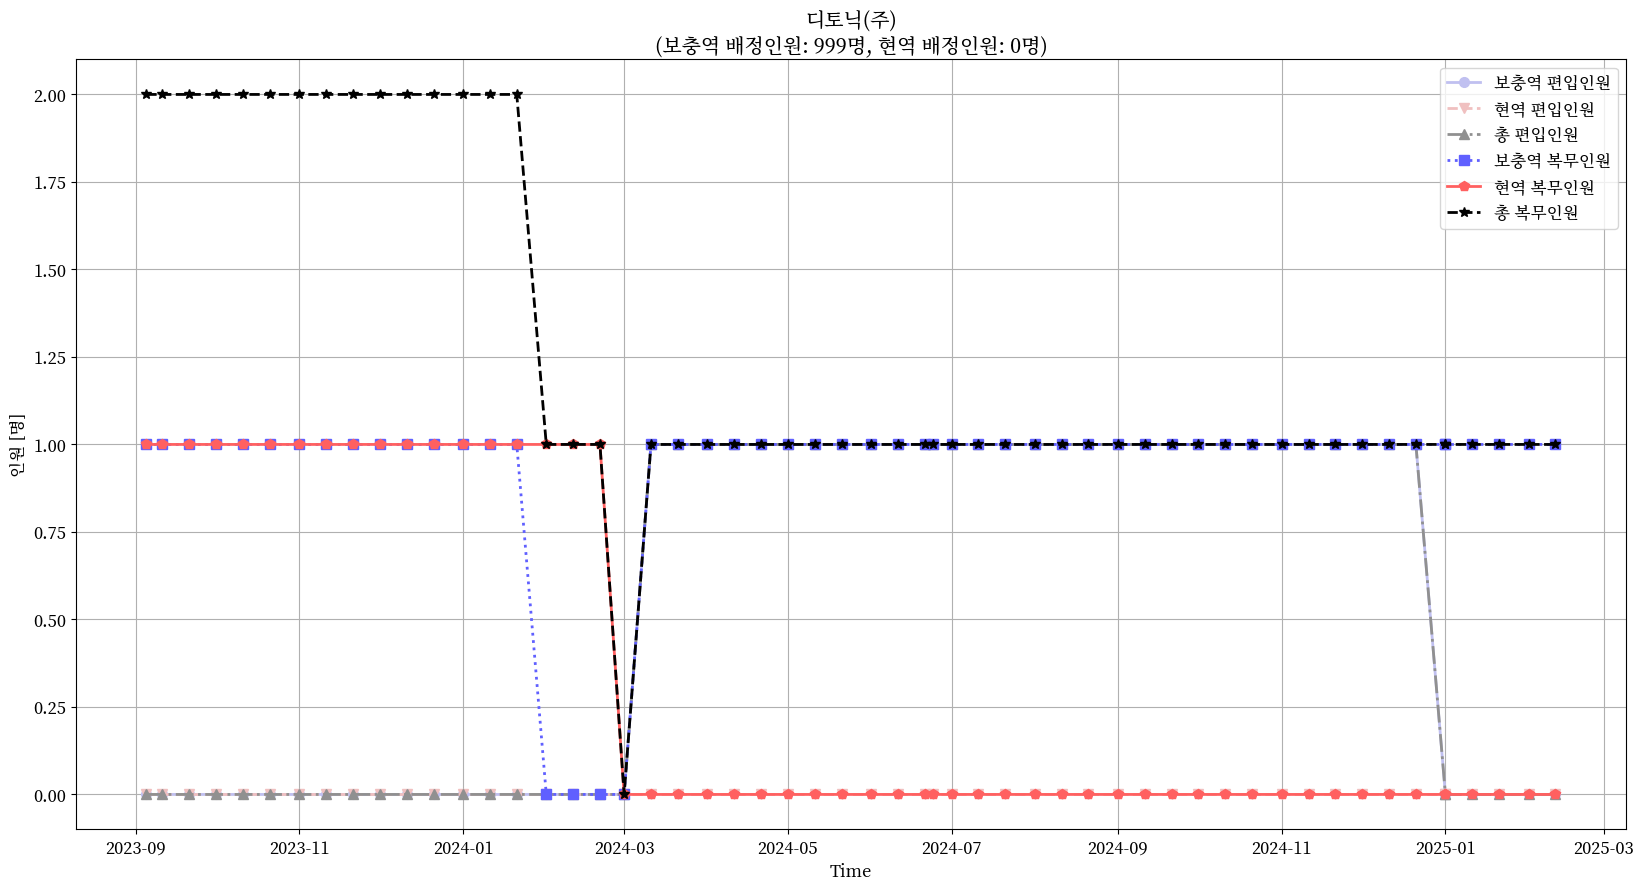 디토닉(주)
(보충역 배정인원: 999명, 현역 배정인원: 0명)
보충역 편입인원
현역 편입인원
총 편입인원
보충역 복무인원
현역 복무인원
총 복무인원
인원 [명]
2.00
1.75
1.50
1.25
1.00
0.75
0.50
0.25
0.00
2023-09
2023-11
2024-01
2024-03
2024-05
2024-07
2024-09
2024-11
2025-01
2025-03
Time